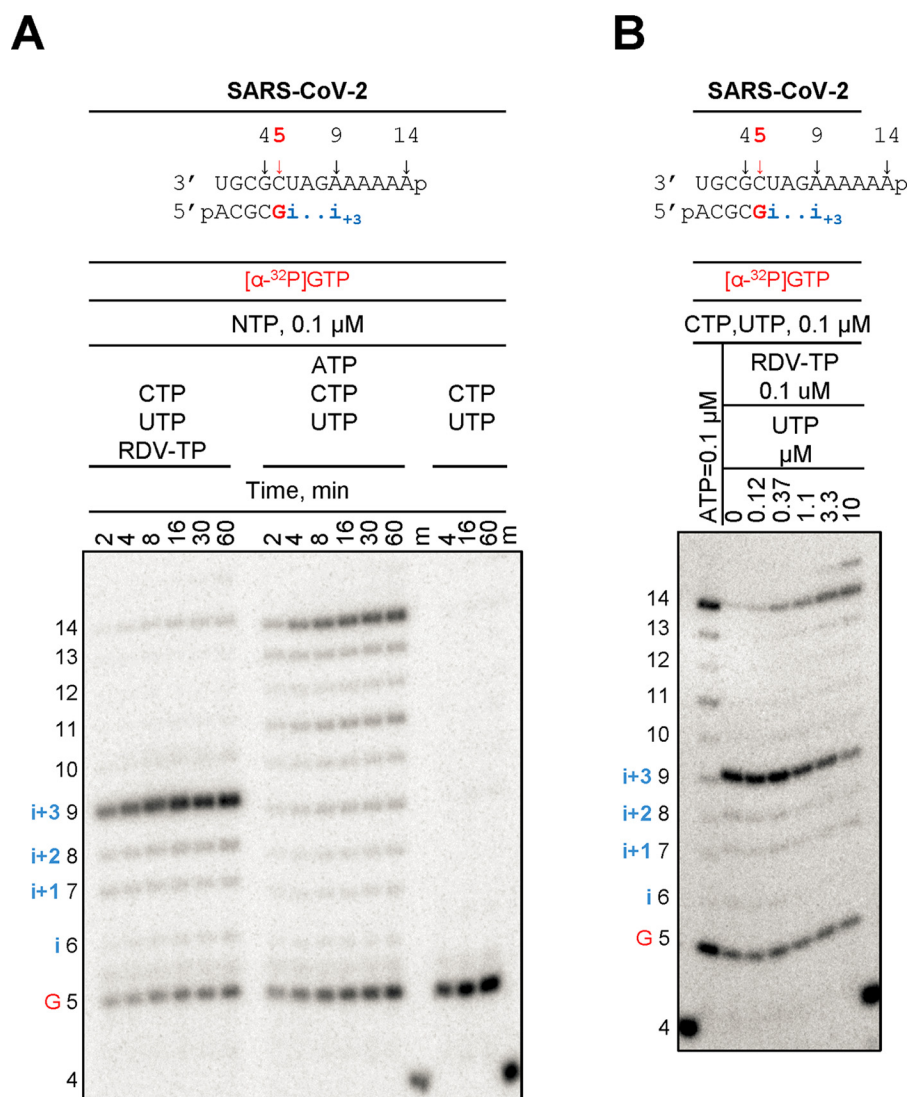 A
SARS-CoV-2
4 5 9 14
3' UGCGCUAGAAAAAAp
5'pACGCGi..i+3
[α-32P]GTP
NTP, 0.1 µM
CTP
UTP
RDV-TP
ATP
CTP
UTP
CTP
UTP
Time, min
2 4 8 16 30 60 2 4 8 16 30 60 m 4 16 60 m
14
13
12
11
10
i+3 9
i+2 8
i+1 7
i 6
G 5
4
B
SARS-CoV-2
4 5 9 14
3' UGCGCUAGAAAAAAp
5'pACGCGi..i+3
[α-32P]GTP
CTP,UTP, 0.1 µM
ATP=0.1 µM
RDV-TP
0.1 uM
UTP
µM
0 0.12 0.37 1.1 3.3 10
14
13
12
11
10
i+3 9
i+2 8
i+1 7
i 6
G 5
4